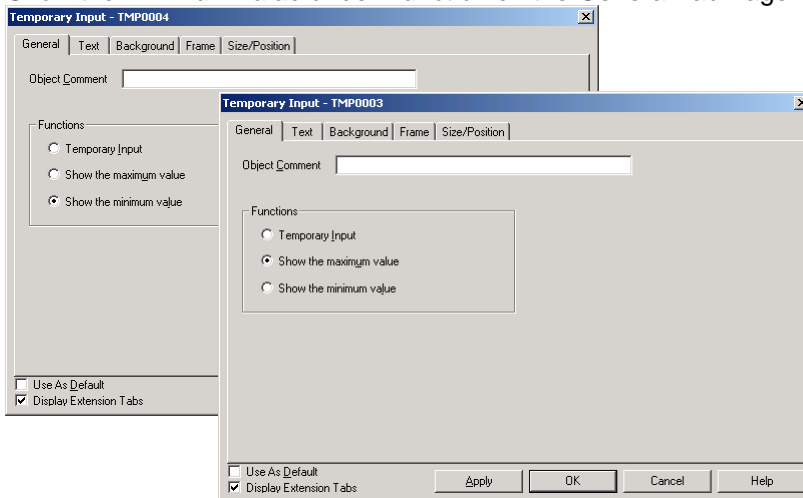 Temporary Input - TMP0004
General Text Background Frame Size/Position
Object Comment
Functions
Temporary Input
Show the maximum value
Show the minimum value
Use As Default
Display Extension Tabs
Temporary Input - TMP0003
General Text Background Frame Size/Position
Object Comment
Functions
Temporary Input
Show the maximum value
Show the minimum value
Use As Default
Display Extension Tabs
Apply OK Cancel Help